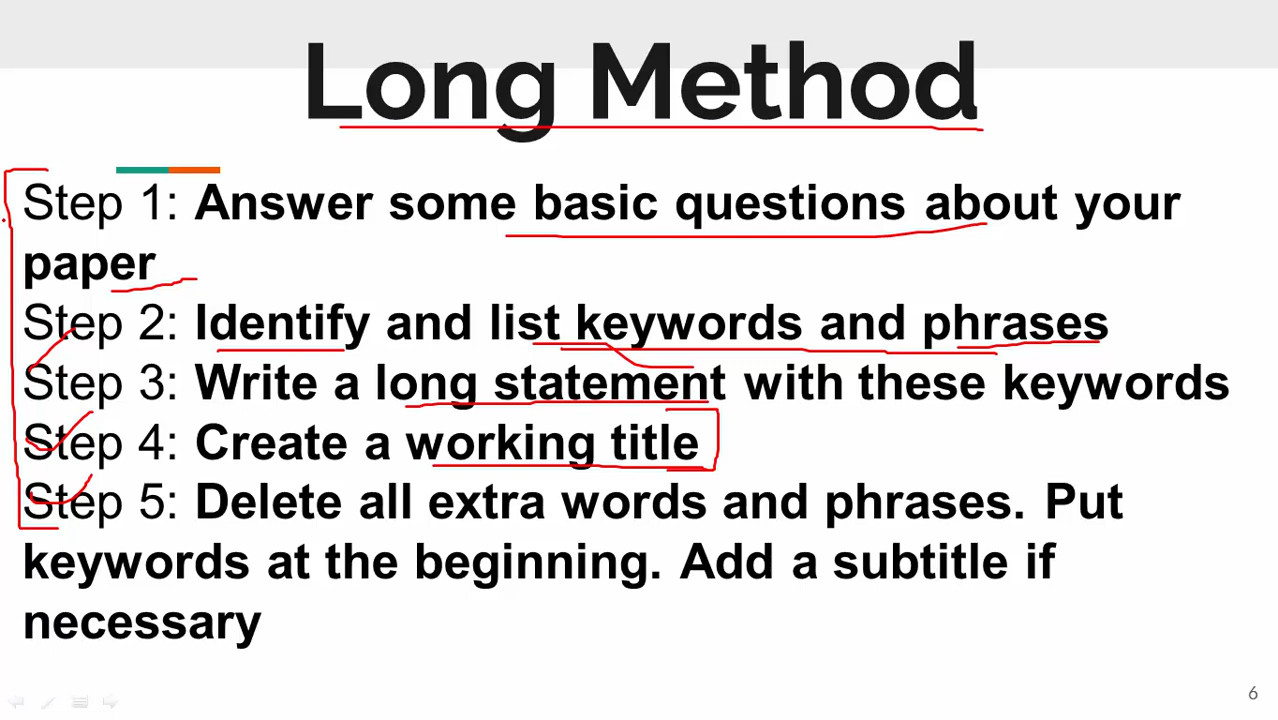 Long Method
Step 1: Answer some basic questions about your
paper
Step 2: Identify and list keywords and phrases
Step 3: Write a long statement with these keywords
Step 4: Create a working title
Step 5: Delete all extra words and phrases. Put
keywords at the beginning. Add a subtitle if
necessary
6